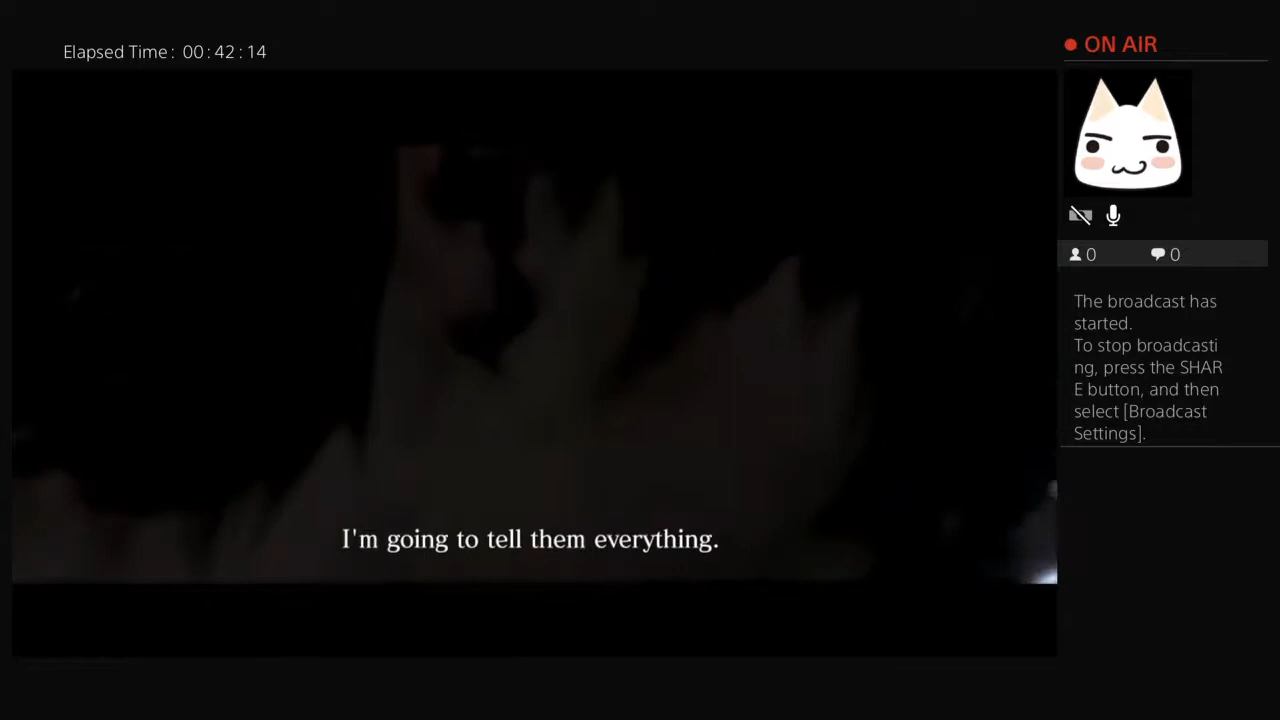 Elapsed Time: 00:42:14
ON AIR
0 0
The broadcast has
started.
To stop broadcasti
ng, press the SHAR
E button, and then
select [Broadcast
Settings].
I'm going to tell them everything.